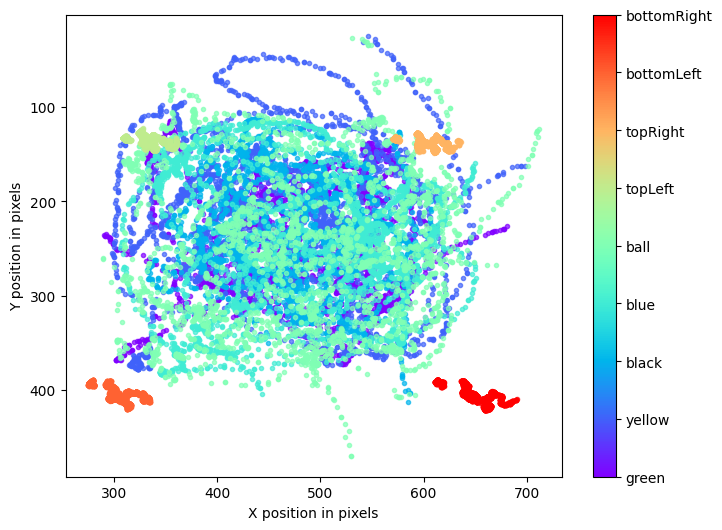 100
200
300
400
Y position in pixels
300
400
500
600
700
X position in pixels
bottomRight
bottomLeft
topRight
topLeft
ball
blue
black
yellow
green